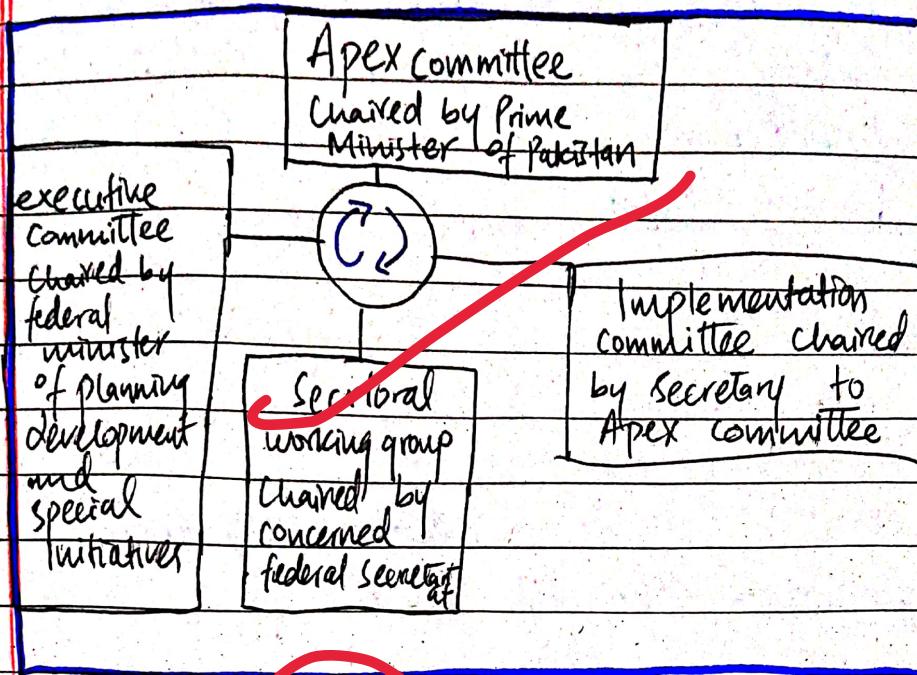 Apex Committee
Chaired by Prime
Minister of Pakistan
executive
committee
chaired by
federal
minister
of planning
development
and
special
Initiatives
Sectoral
working group
Chaired by
concerned
federal secretariat
Implementation
committee Chaired
by secretary to
Apex committee